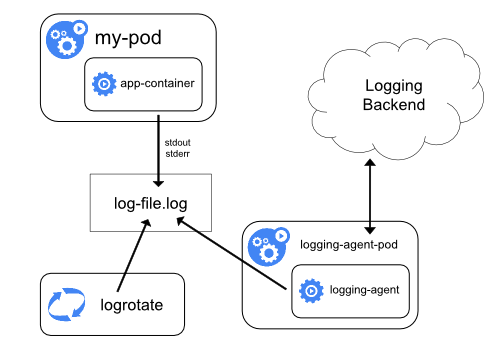 my-pod
app-container
stdout
stderr
log-file.log
logrotate
Logging
Backend
logging-agent-pod
logging-agent